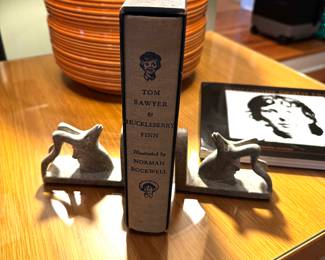 TOM
SAWYER
&
HUCKLEBERRY
FINN
Illustrated by
NORMAN
ROCKWELL